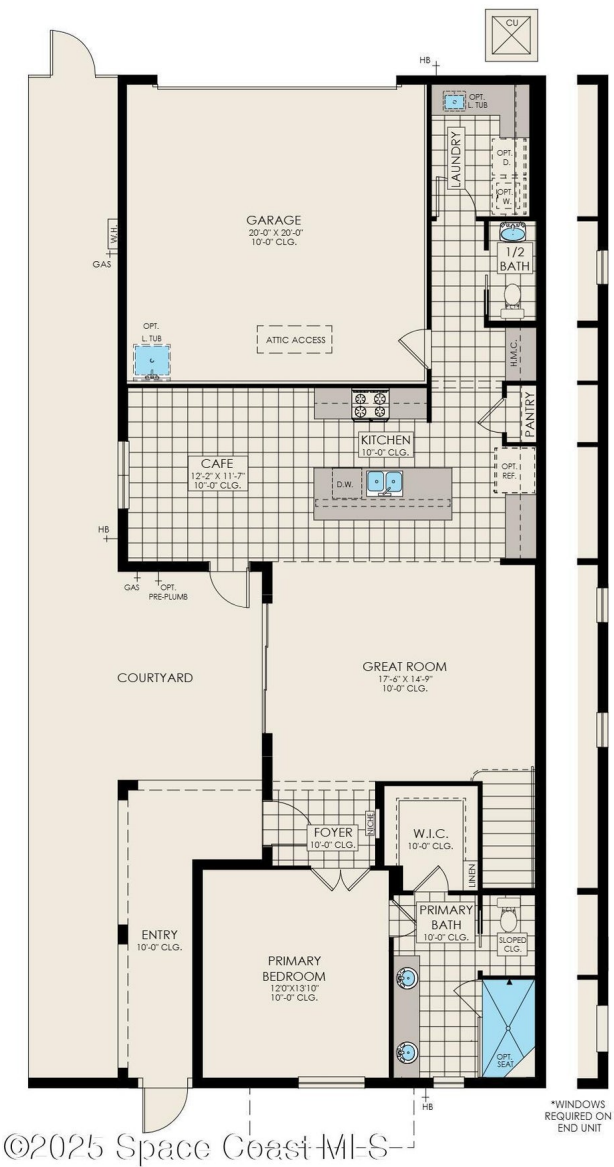 CU
HB
OPT.
L. TUB
LAUNDRY
OPT.
D.
OPT.
W.
GARAGE
20'-0" X 20'-0"
10'-0" CLG.
W.H.
GAS
1/2
BATH
OPT.
L. TUB
ATTIC ACCESS
H.M.C.
PANTRY
KITCHEN
10'-0" CLG.
CAFE
12'-2" X 11'-7"
10'-0" CLG.
D.W.
OPT.
REF.
HB
GAS
OPT.
PRE-PLUMB
COURTYARD
GREAT ROOM
17'-6" X 14'-9"
10'-0" CLG.
FOYER
10'-0" CLG.
NICHE
W.I.C.
10'-0" CLG.
LINEN
ENTRY
10'-0" CLG.
PRIMARY
BEDROOM
12'0"X13'10"
10'-0" CLG.
PRIMARY
BATH
10'-0" CLG.
SLOPED
CLG.
OPT.
SEAT
HB
*WINDOWS
REQUIRED ON
END UNIT
©2025 Space Coast MLS